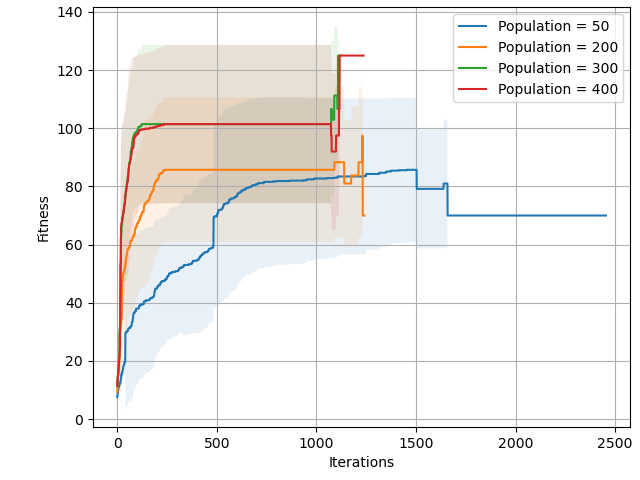 140
120
100
80
60
40
20
0
Fitness
Population = 50
Population = 200
Population = 300
Population = 400
0 500 1000 1500 2000 2500
Iterations